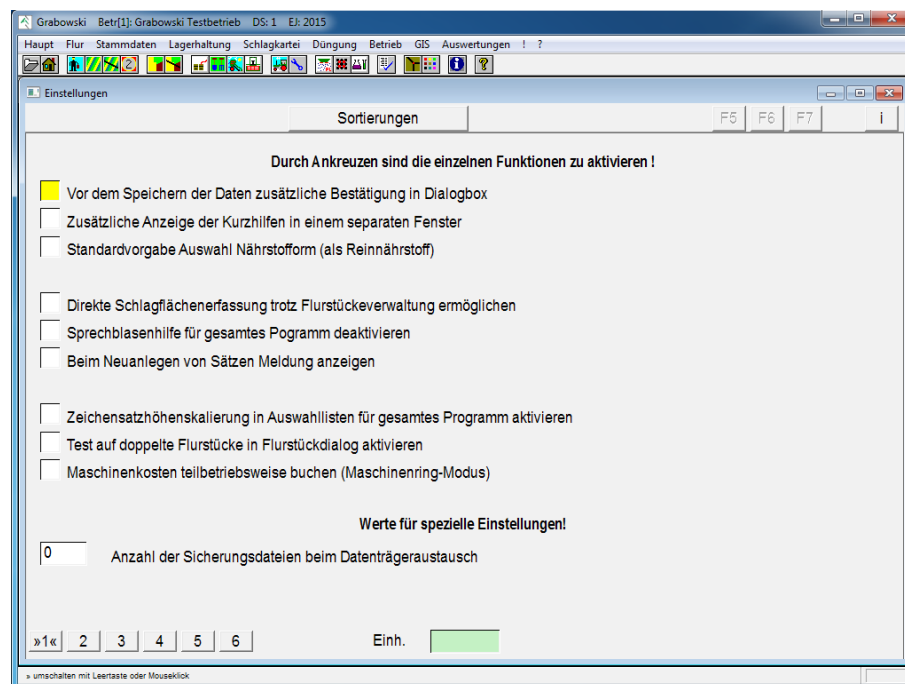 Grabowski Betr[1]: Grabowski Testbetrieb DS: 1 EJ: 2015
Haupt Flur Stammdaten Lagerhaltung Schlagkartei Düngung Betrieb GIS Auswertungen ! ?
Einstellungen
Sortierungen F5 F6 F7 i
Durch Ankreuzen sind die einzelnen Funktionen zu aktivieren !
Vor dem Speichern der Daten zusätzliche Bestätigung in Dialogbox
Zusätzliche Anzeige der Kurzhilfen in einem separaten Fenster
Standardvorgabe Auswahl Nährstofform (als Reinnährstoff)
Direkte Schlagflächenerfassung trotz Flurstückeverwaltung ermöglichen
Sprechblasenhilfe für gesamtes Pogramm deaktivieren
Beim Neuanlegen von Sätzen Meldung anzeigen
Zeichensatzhöhenskalierung in Auswahllisten für gesamtes Programm aktivieren
Test auf doppelte Flurstücke in Flurstückdialog aktivieren
Maschinenkosten teilbetriebsweise buchen (Maschinenring-Modus)
Werte für spezielle Einstellungen!
0 Anzahl der Sicherungsdateien beim Datenträgeraustausch
»1« 2 3 4 5 6 Einh.
» umschalten mit Leertaste oder Mouseklick